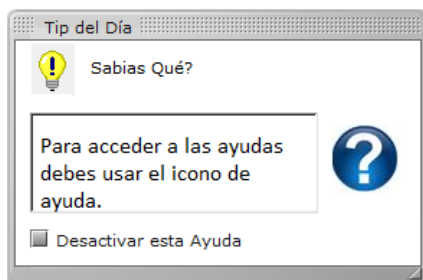 Tip del Día
Sabias Qué?
Para acceder a las ayudas
debes usar el icono de
ayuda.
Desactivar esta Ayuda